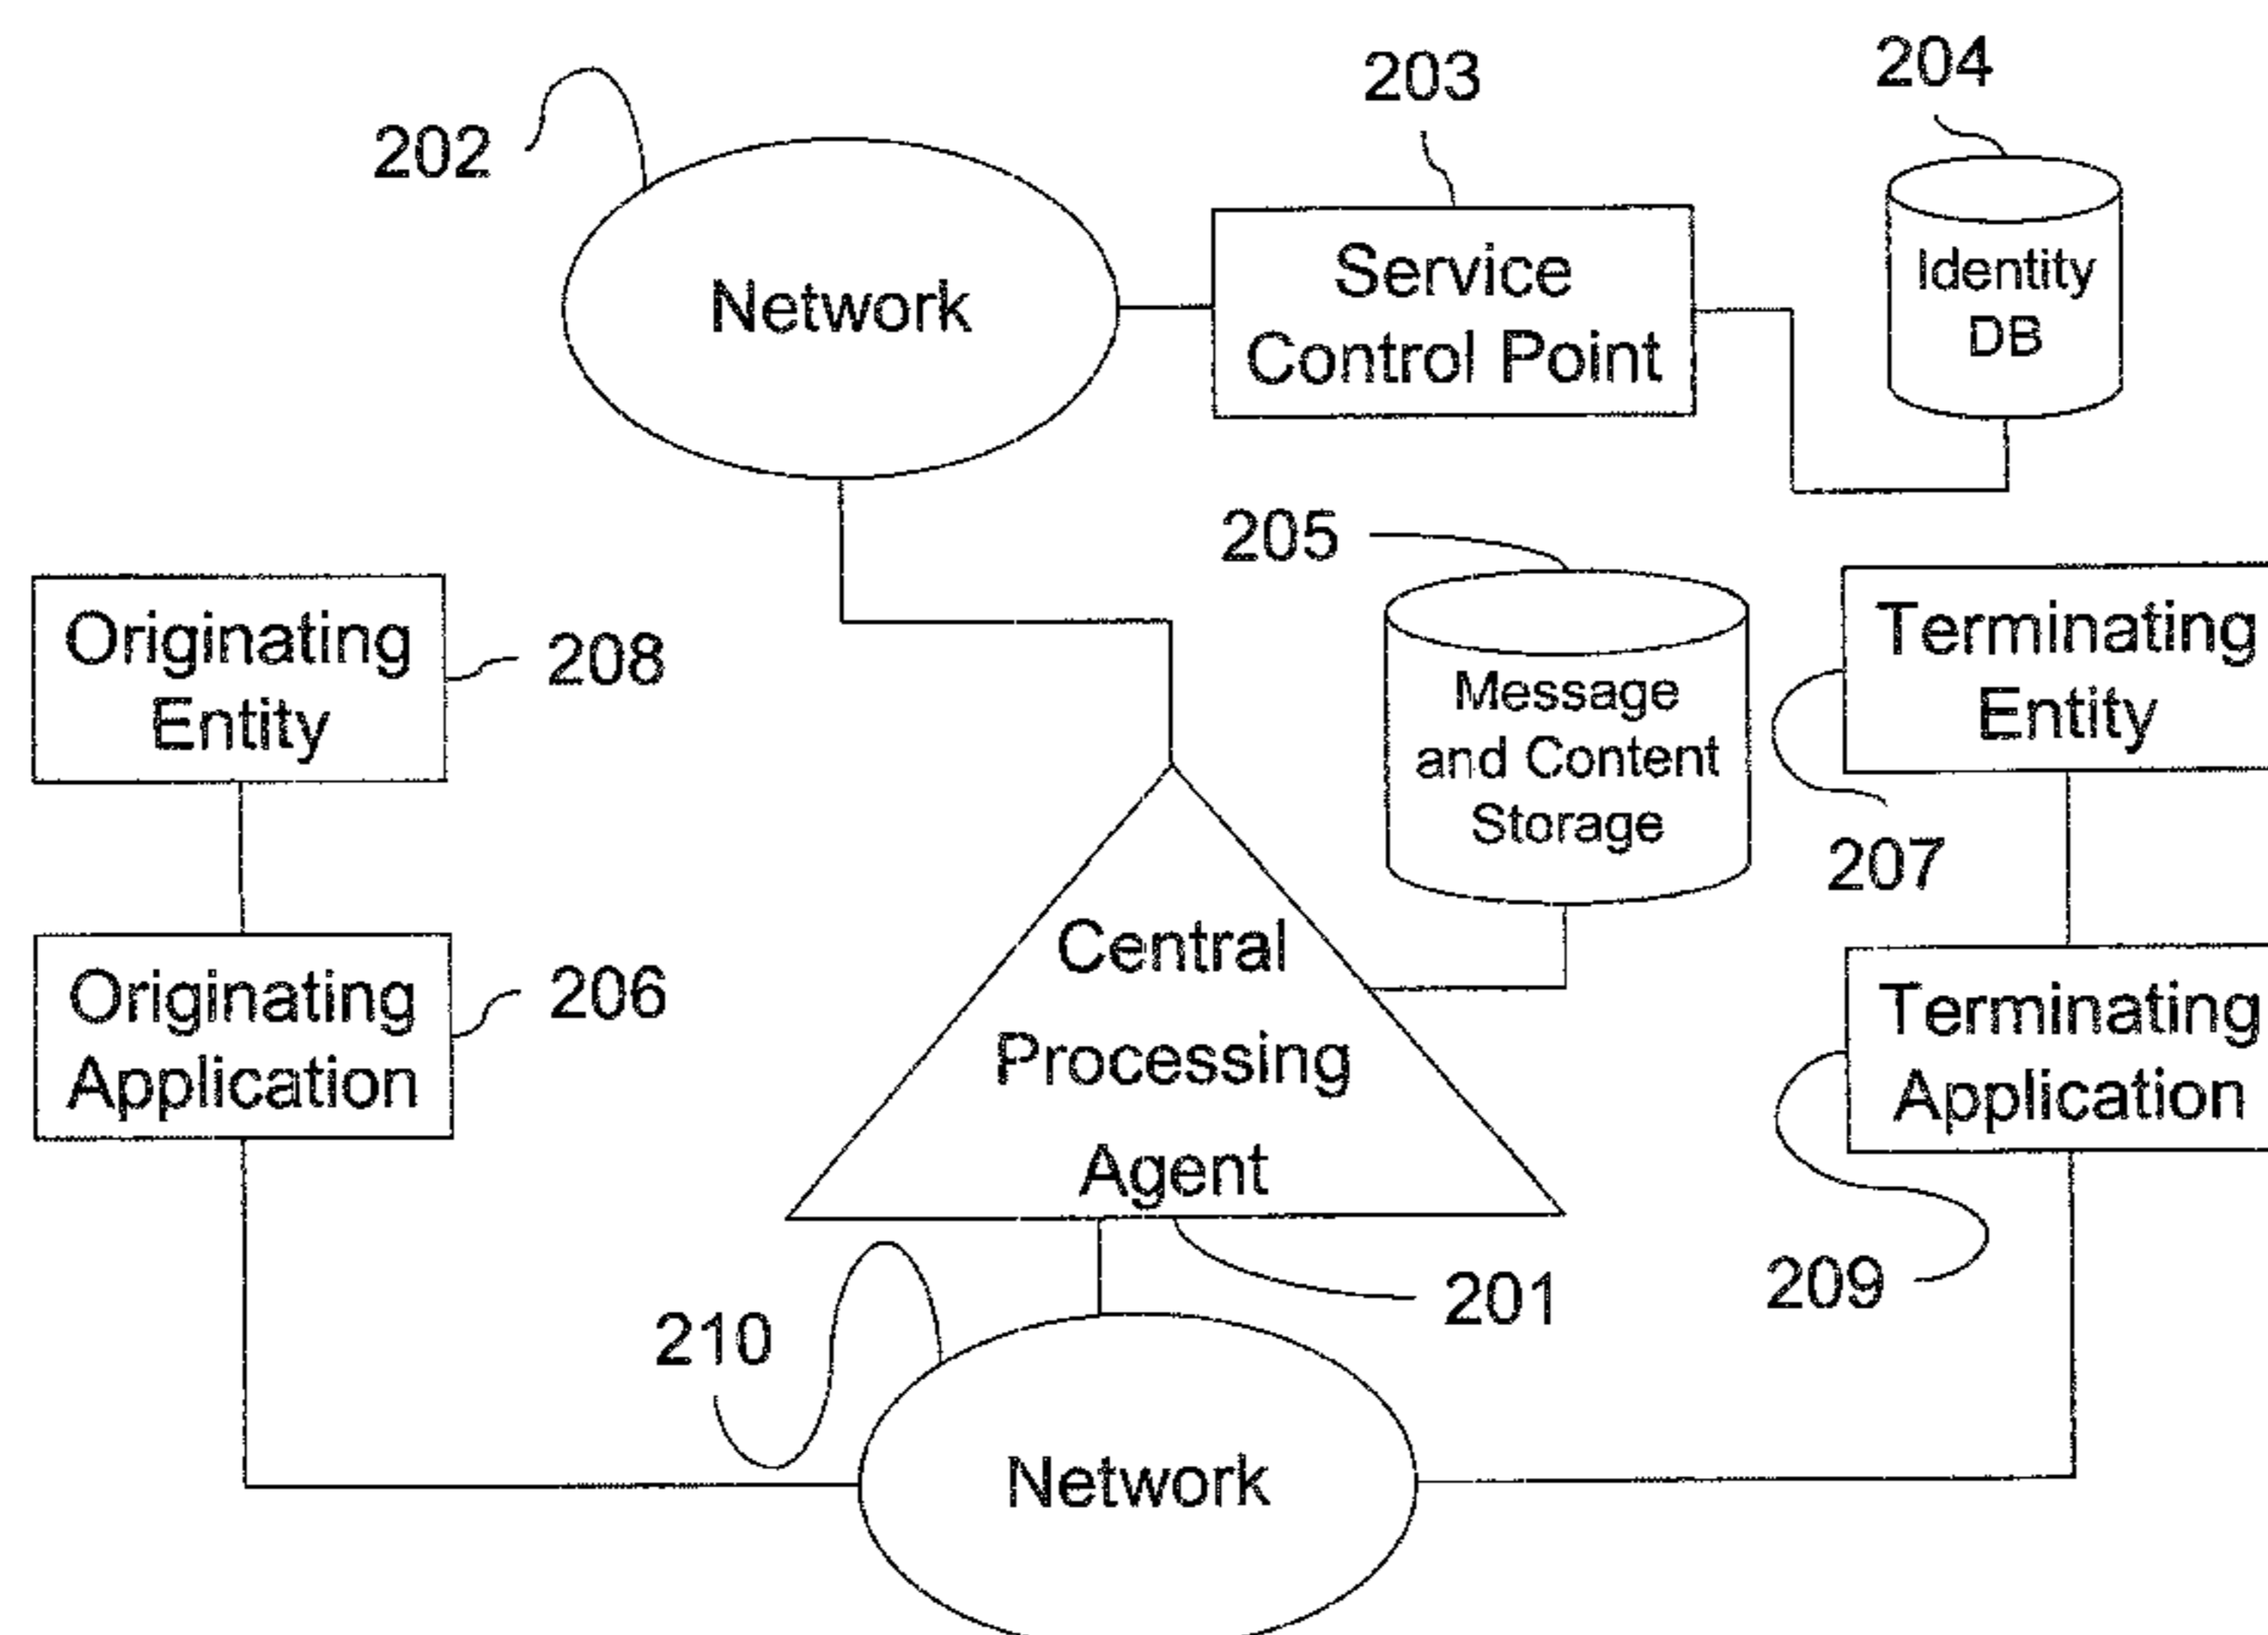 203
204
202
Network
Service
Control Point
Identity
DB
205
Originating
Entity
208
Message
and Content
Storage
Terminating
Entity
207
Originating
Application
206
Central
Processing
Agent
Terminating
Application
209
201
210
Network